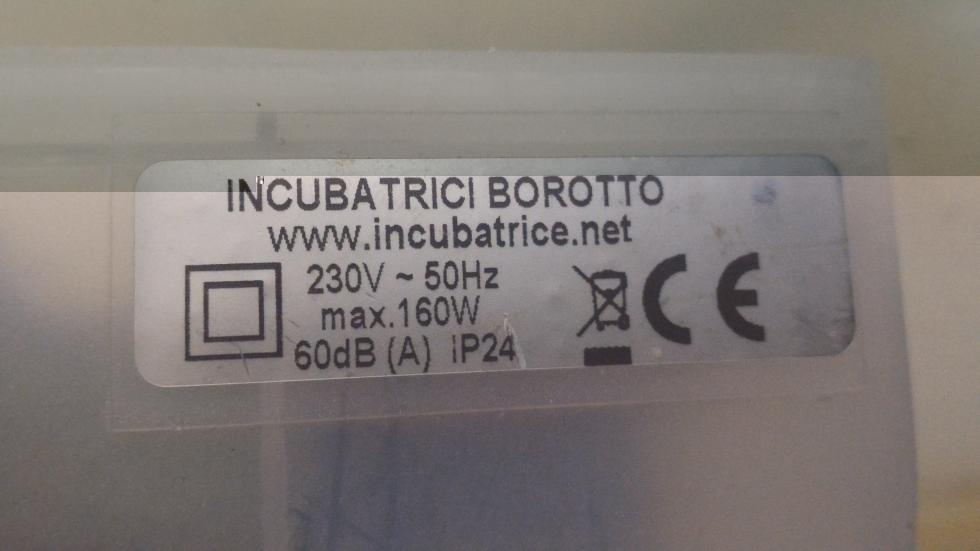 INCUBATRICI BOROTTO
www.incubatrice.net
230V ~ 50Hz
max.160W
60dB (A) IP24
CE